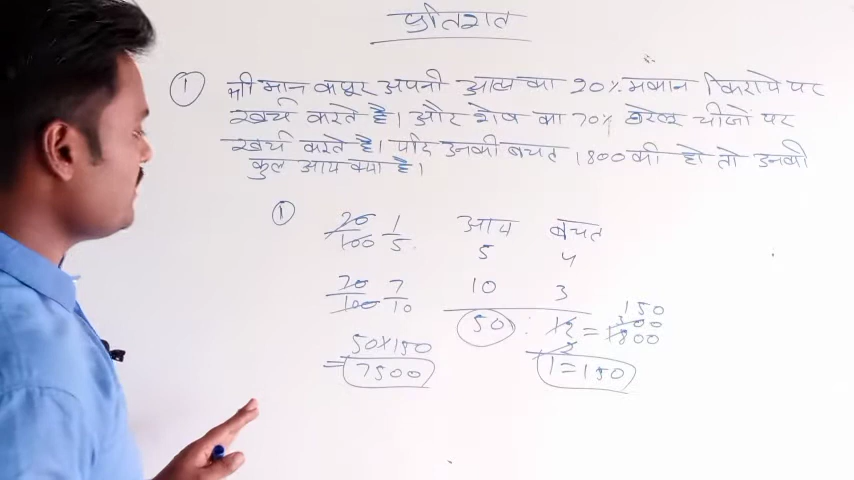 प्रतिशत
① श्री मान कपूर अपनी आय का 20% मकान किराये पर
खर्च करते है। और शेष का 70% घरेलू चीजों पर
खर्च करते है। यदि उनकी बचत 1800 की हो तो उनकी
कुल आय क्या है।
① 20/100 1/5 आय बचत
5 4
70/100 7/10 10 3
50 : 12 = 1800
300
150
2
50×150 1=150
= 7500